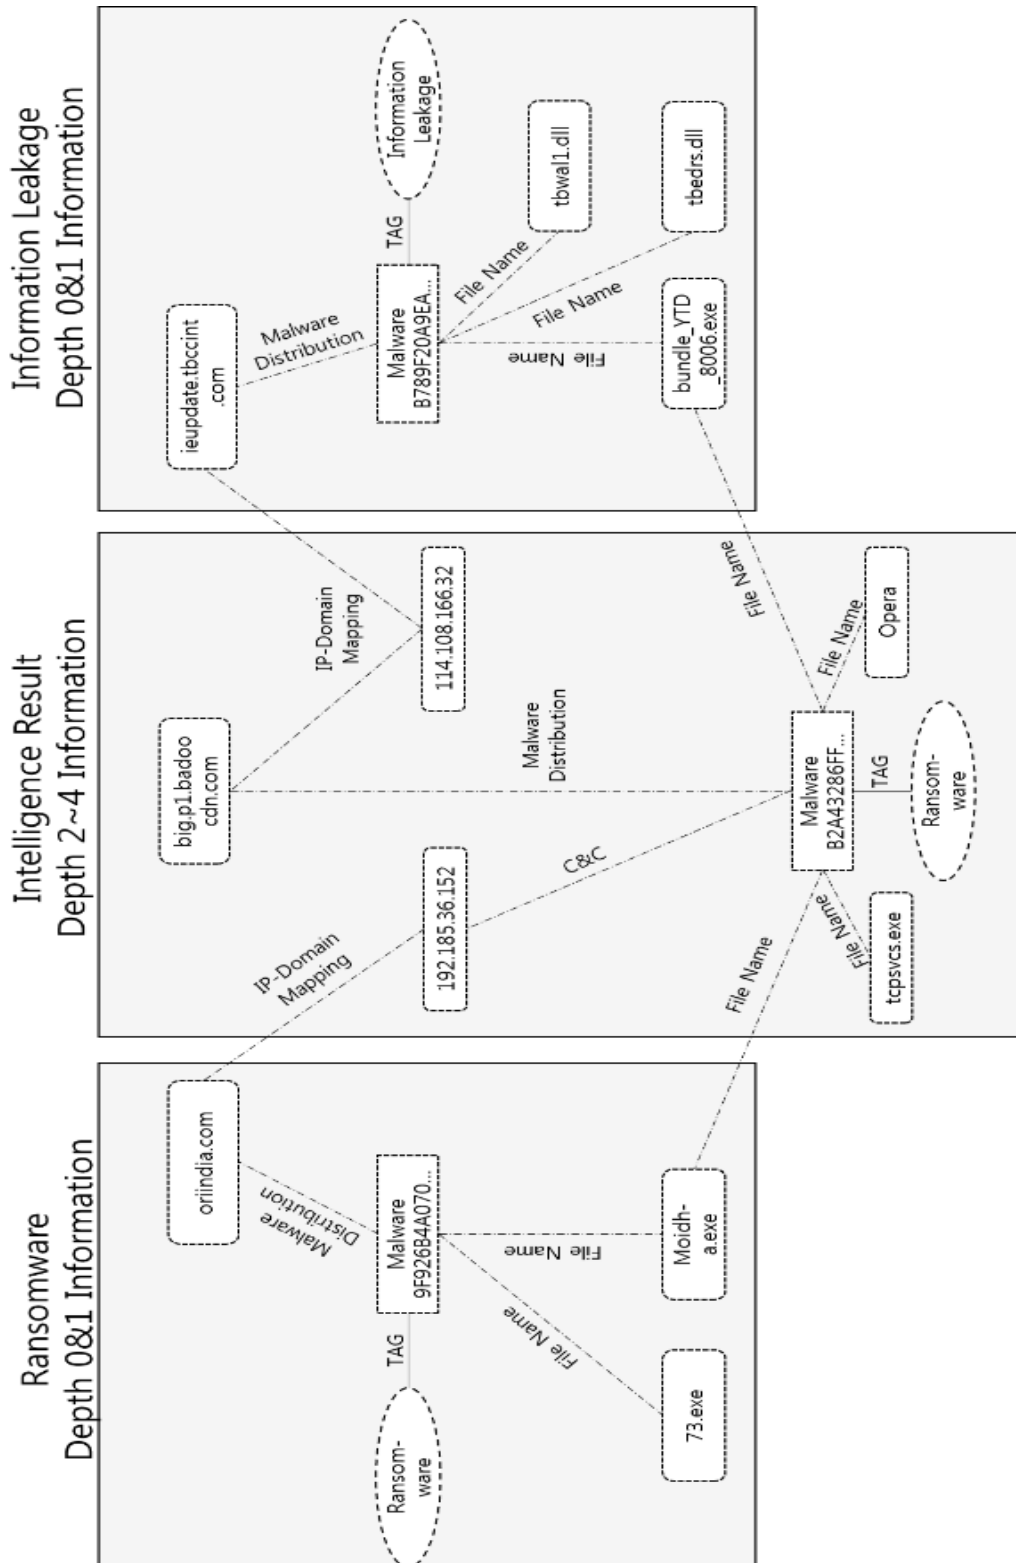 Ransomware
Depth 0&1 Information
oriindia.com
Malware
Distribution
Ransom-
ware
TAG
Malware
9F926B4A070...
File Name
File Name
73.exe
Moidh-
a.exe
Intelligence Result
Depth 2~4 Information
big.p1.badoo
cdn.com
IP-Domain
Mapping
IP-Domain
Mapping
192.185.36.152
114.108.166.32
C&C
Malware
Distribution
File Name
File Name
Malware
B2A43286FF...
File Name
File Name
tcpsvcs.exe
TAG
Opera
Ransom-
ware
Information Leakage
Depth 0&1 Information
ieupdate.tbccint
.com
Malware
Distribution
Malware
B789F20A9EA...
TAG
Information
Leakage
File Name
File Name
File Name
tbwal1.dll
bundle_YTD
_8006.exe
tbedrs.dll